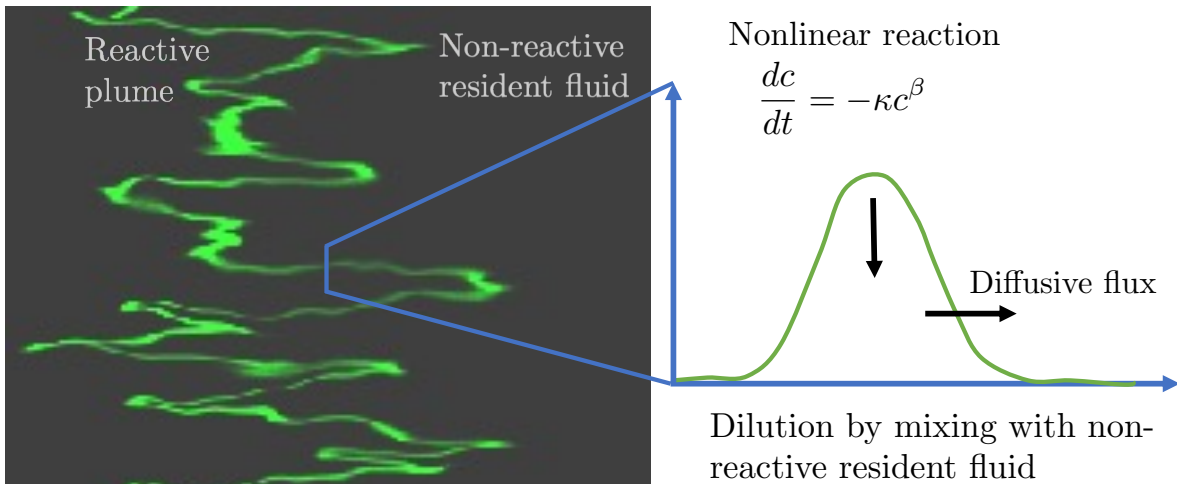 Reactive
plume
Non-reactive
resident fluid
Nonlinear reaction
dc/dt = −κc^β
Diffusive flux
Dilution by mixing with non-
reactive resident fluid